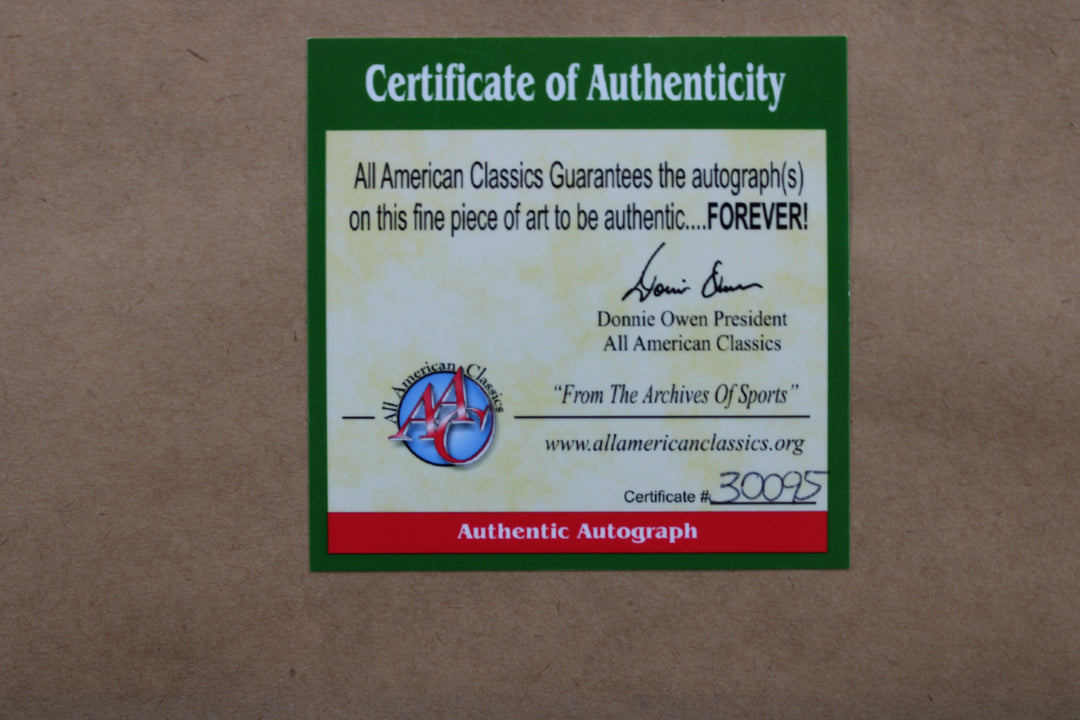 Certificate of Authenticity
All American Classics Guarantees the autograph(s)
on this fine piece of art to be authentic....FOREVER!
Donnie Owen
Donnie Owen President
All American Classics
All American Classics
AAC
"From The Archives Of Sports"
www.allamericanclassics.org
Certificate # 30095
Authentic Autograph